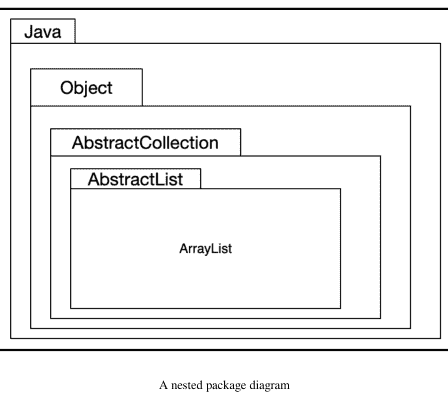 Java
Object
AbstractCollection
AbstractList
ArrayList
A nested package diagram